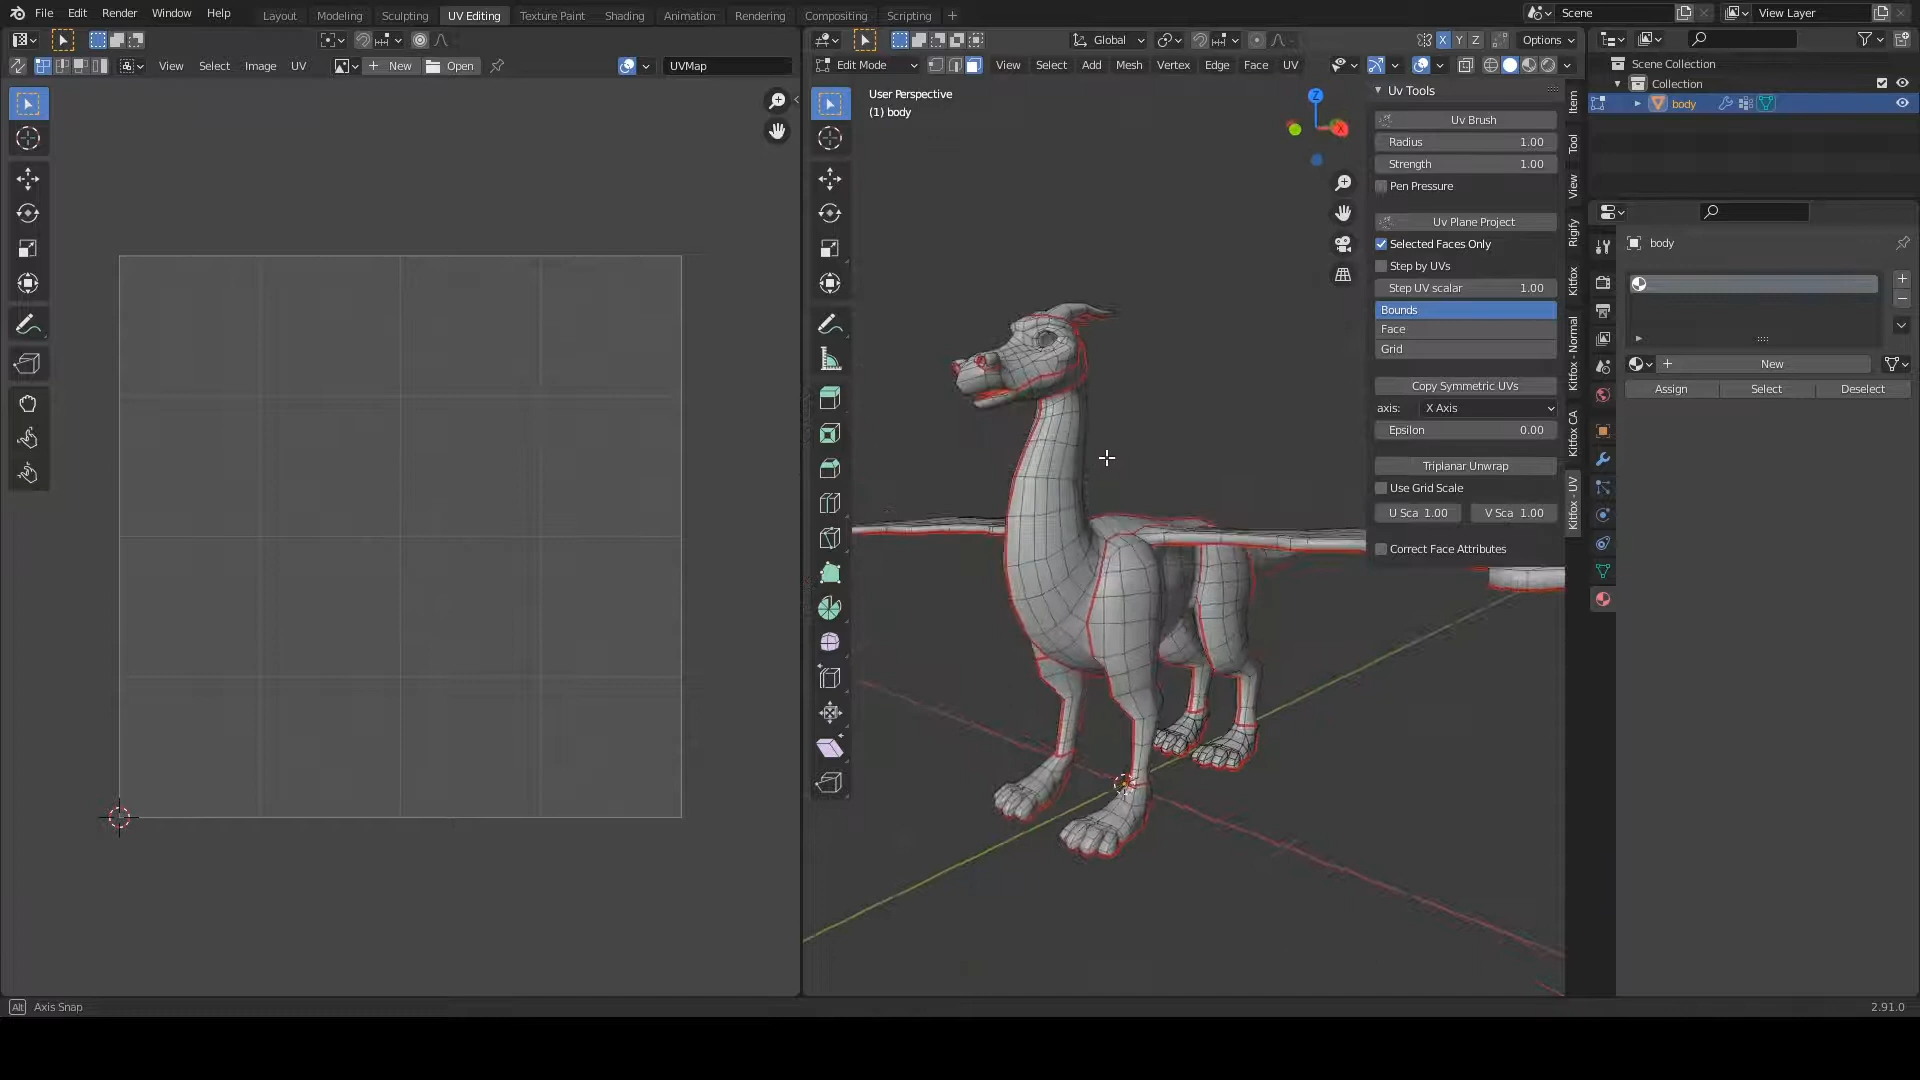 File Edit Render Window Help Layout Modeling Sculpting UV Editing Texture Paint Shading Animation Rendering Compositing Scripting + Scene View Layer
Global X Y Z Options
View Select Image UV New Open UVMap
Edit Mode View Select Add Mesh Vertex Edge Face UV
Scene Collection
Collection
body
User Perspective
(1) body
Z
X
Uv Tools
Uv Brush
Radius 1.00
Strength 1.00
Pen Pressure
Uv Plane Project
Selected Faces Only
Step by UVs
Step UV scalar 1.00
Bounds
Face
Grid
Copy Symmetric UVs
axis: X Axis
Epsilon 0.00
Triplanar Unwrap
Use Grid Scale
U Sca 1.00 V Sca 1.00
Correct Face Attributes
Item
Tool
View
Rigify
Kitfox
Kitfox - Normal
Kitfox CA
Kitfox - UV
body
New
Assign Select Deselect
Alt Axis Snap 2.91.0